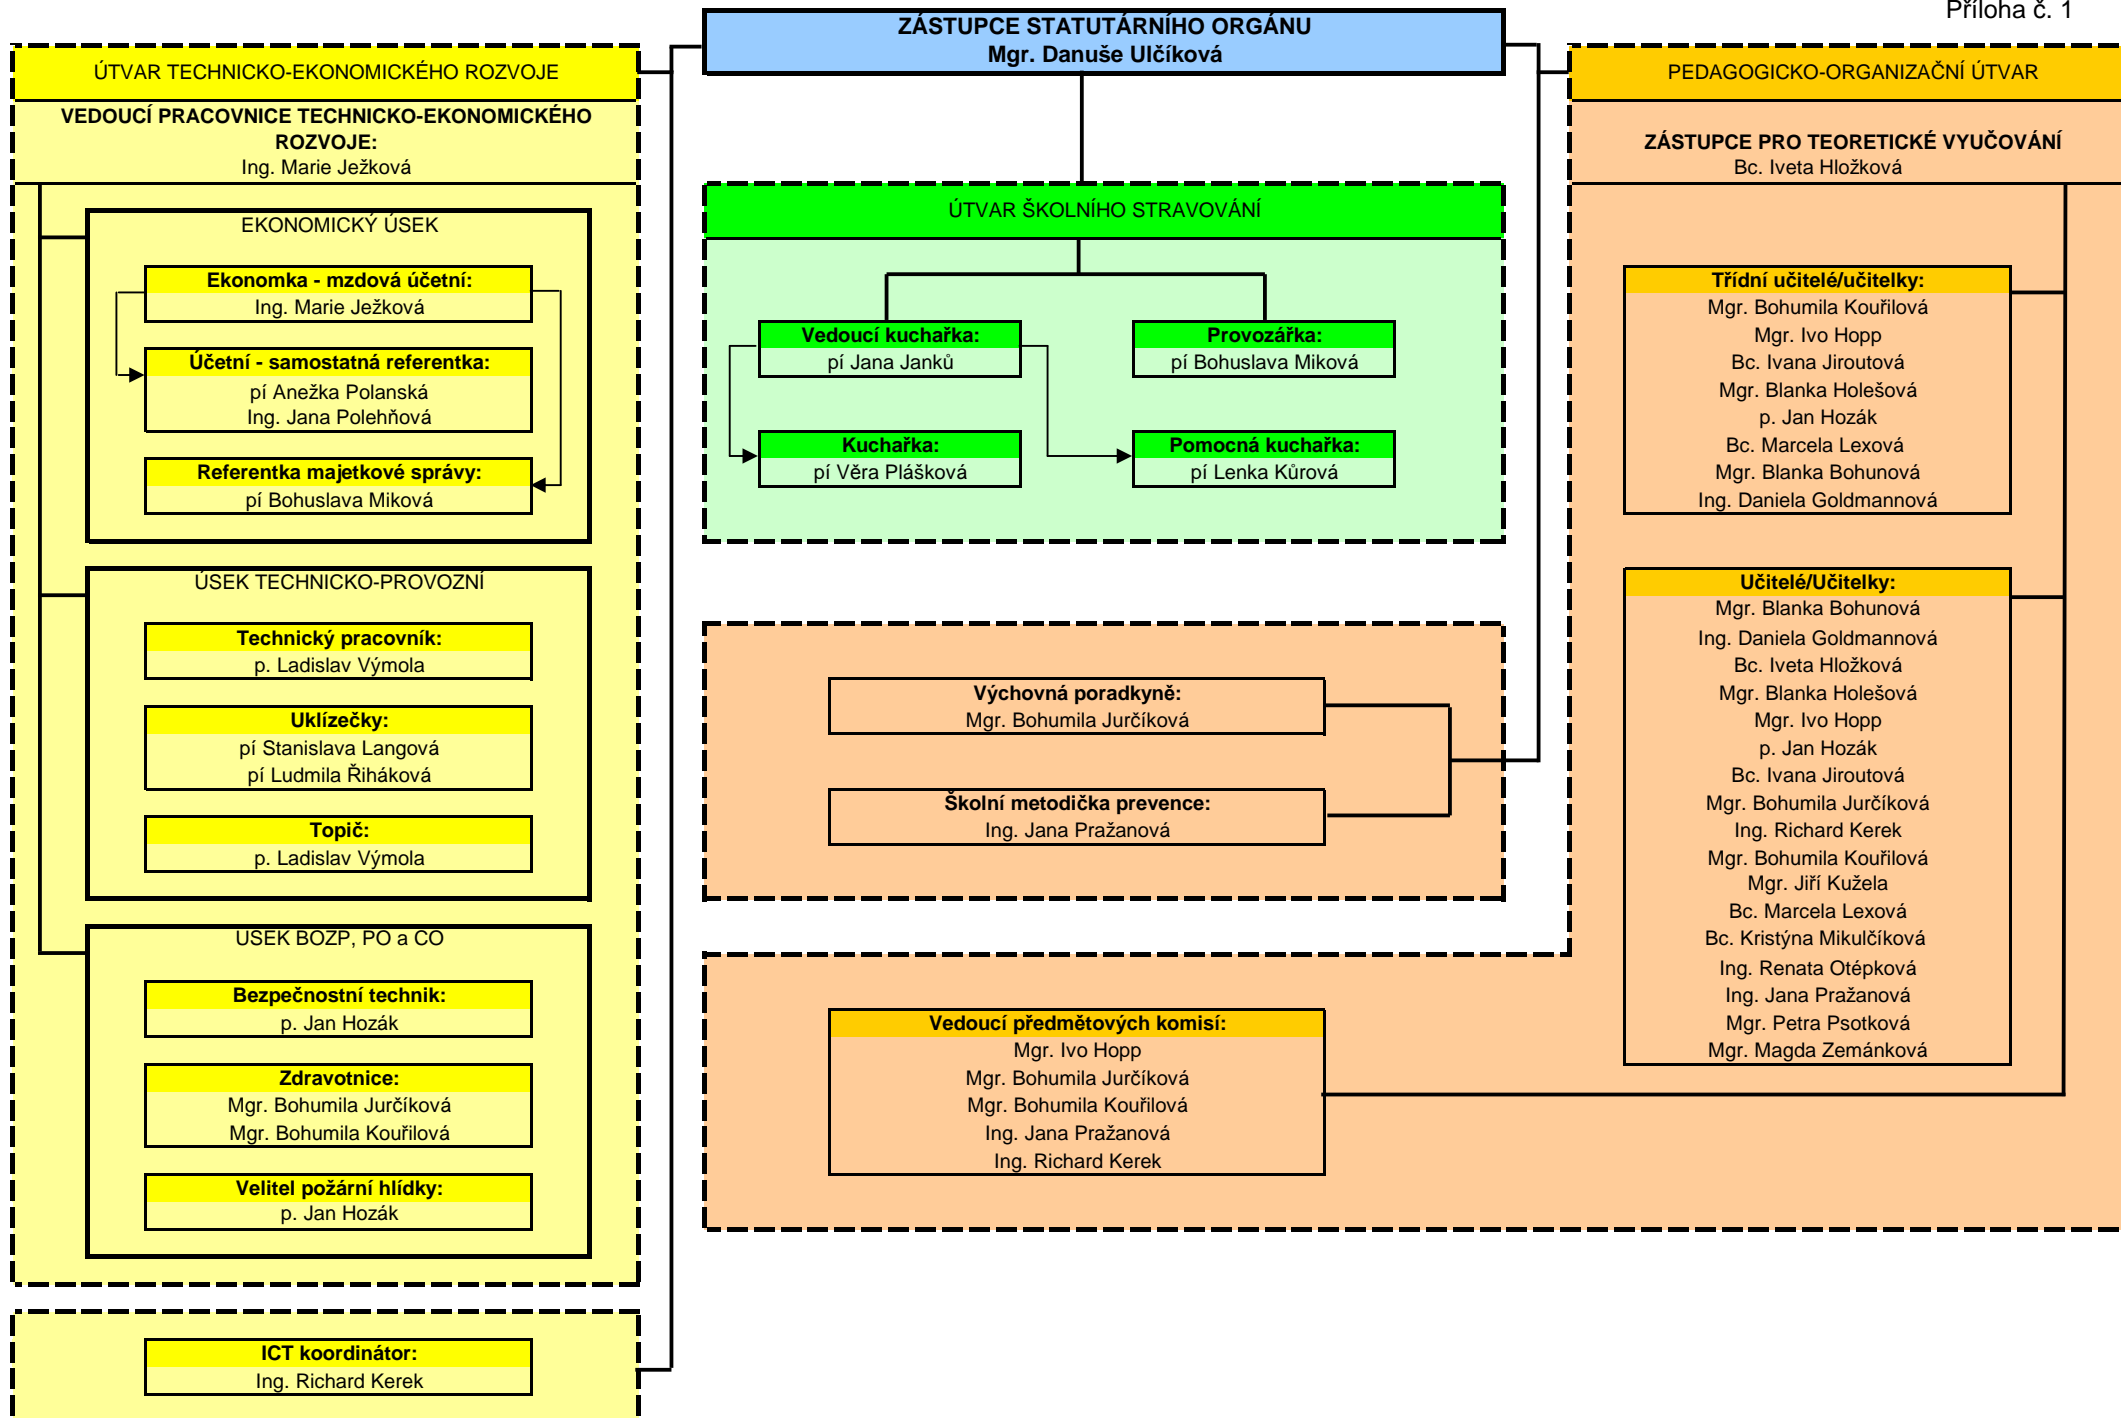 Příloha č. 1
ZÁSTUPCE STATUTÁRNÍHO ORGÁNU
Mgr. Danuše Ulčíková
ÚTVAR TECHNICKO-EKONOMICKÉHO ROZVOJE
VEDOUCÍ PRACOVNICE TECHNICKO-EKONOMICKÉHO
ROZVOJE:
Ing. Marie Ježková
EKONOMICKÝ ÚSEK
Ekonomka - mzdová účetní:
Ing. Marie Ježková
Účetní - samostatná referentka:
pí Anežka Polanská
Ing. Jana Polehňová
Referentka majetkové správy:
pí Bohuslava Miková
ÚSEK TECHNICKO-PROVOZNÍ
Technický pracovník:
p. Ladislav Výmola
Uklízečky:
pí Stanislava Langová
pí Ludmila Řiháková
Topič:
p. Ladislav Výmola
ÚSEK BOZP, PO a CO
Bezpečnostní technik:
p. Jan Hozák
Zdravotnice:
Mgr. Bohumila Jurčíková
Mgr. Bohumila Kouřilová
Velitel požární hlídky:
p. Jan Hozák
ICT koordinátor:
Ing. Richard Kerek
ÚTVAR ŠKOLNÍHO STRAVOVÁNÍ
Vedoucí kuchařka:
pí Jana Janků
Provozářka:
pí Bohuslava Miková
Kuchařka:
pí Věra Plášková
Pomocná kuchařka:
pí Lenka Kůrová
Výchovná poradkyně:
Mgr. Bohumila Jurčíková
Školní metodička prevence:
Ing. Jana Pražanová
Vedoucí předmětových komisí:
Mgr. Ivo Hopp
Mgr. Bohumila Jurčíková
Mgr. Bohumila Kouřilová
Ing. Jana Pražanová
Ing. Richard Kerek
PEDAGOGICKO-ORGANIZAČNÍ ÚTVAR
ZÁSTUPCE PRO TEORETICKÉ VYUČOVÁNÍ
Bc. Iveta Hložková
Třídní učitelé/učitelky:
Mgr. Bohumila Kouřilová
Mgr. Ivo Hopp
Bc. Ivana Jiroutová
Mgr. Blanka Holešová
p. Jan Hozák
Bc. Marcela Lexová
Mgr. Blanka Bohunová
Ing. Daniela Goldmannová
Učitelé/Učitelky:
Mgr. Blanka Bohunová
Ing. Daniela Goldmannová
Bc. Iveta Hložková
Mgr. Blanka Holešová
Mgr. Ivo Hopp
p. Jan Hozák
Bc. Ivana Jiroutová
Mgr. Bohumila Jurčíková
Ing. Richard Kerek
Mgr. Bohumila Kouřilová
Mgr. Jiří Kužela
Bc. Marcela Lexová
Bc. Kristýna Mikulčíková
Ing. Renata Otépková
Ing. Jana Pražanová
Mgr. Petra Psotková
Mgr. Magda Zemánková